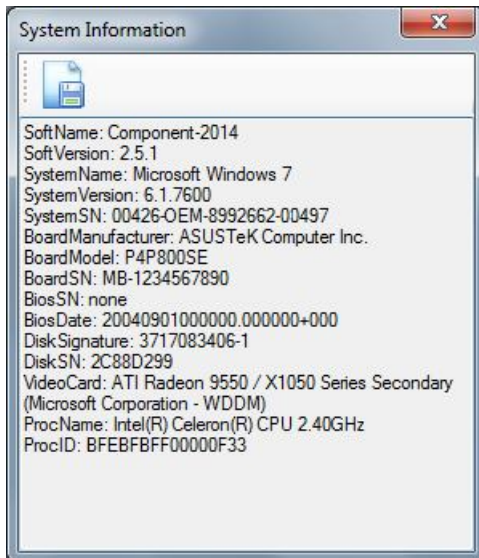 System Information
SoftName: Component-2014
SoftVersion: 2.5.1
SystemName: Microsoft Windows 7
SystemVersion: 6.1.7600
SystemSN: 00426-OEM-8992662-00497
BoardManufacturer: ASUSTeK Computer Inc.
BoardModel: P4P800SE
BoardSN: MB-1234567890
BiosSN: none
BiosDate: 20040901000000.000000+000
DiskSignature: 3717083406-1
DiskSN: 2C88D299
VideoCard: ATI Radeon 9550 / X1050 Series Secondary
(Microsoft Corporation - WDDM)
ProcName: Intel(R) Celeron(R) CPU 2.40GHz
ProcID: BFEBFBFF00000F33